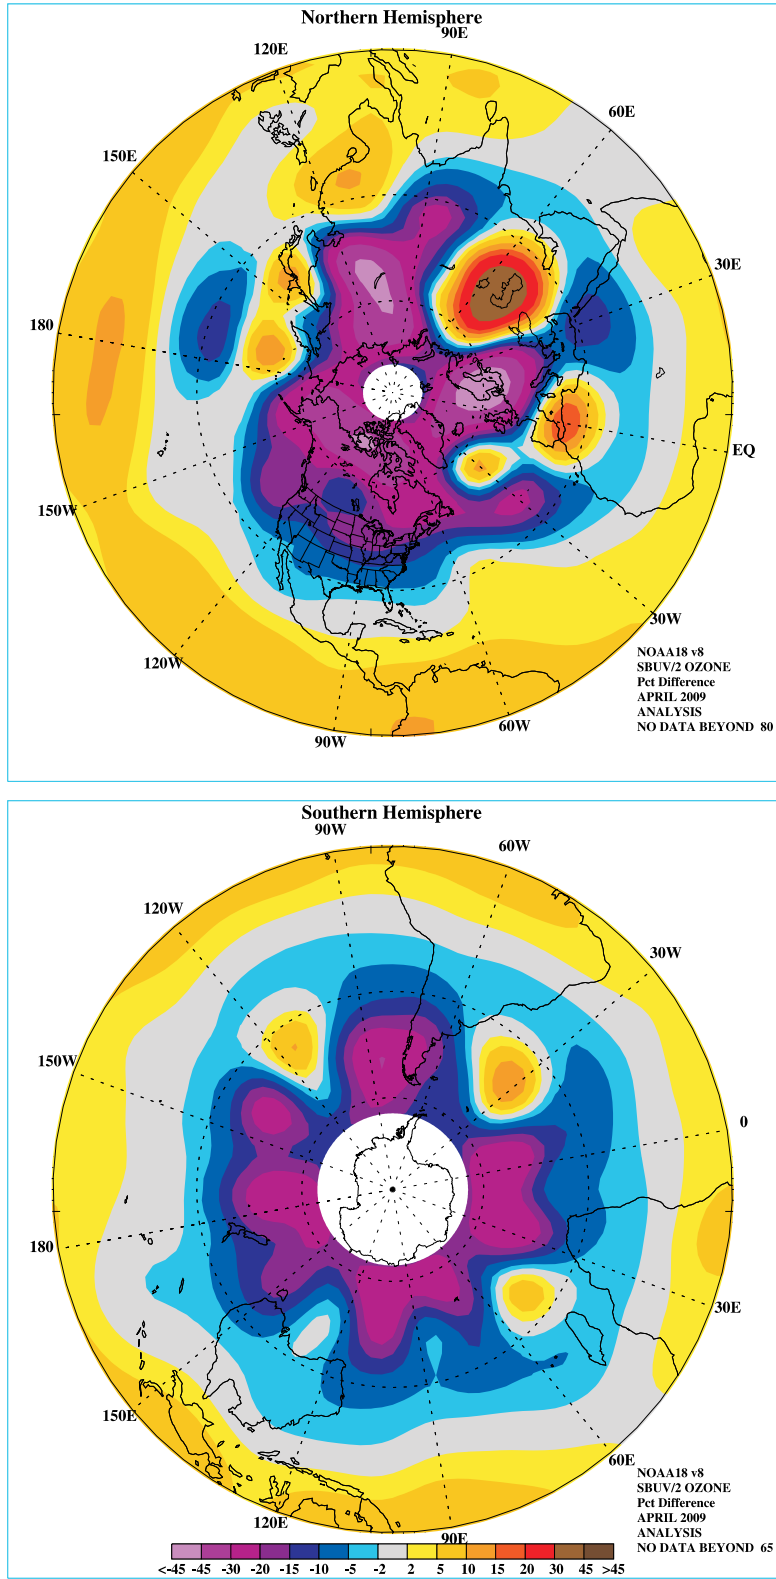 Northern Hemisphere
90E
120E
60E
150E
30E
180
EQ
150W
30W
120W
60W
90W
NOAA18 v8
SBUV/2 OZONE
Pct Difference
APRIL 2009
ANALYSIS
NO DATA BEYOND 80
Southern Hemisphere
90W
60W
120W
30W
150W
0
180
30E
150E
60E
120E
90E
NOAA18 v8
SBUV/2 OZONE
Pct Difference
APRIL 2009
ANALYSIS
NO DATA BEYOND 65
<-45 -45 -30 -20 -15 -10 -5 -2 2 5 10 15 20 30 45 >45